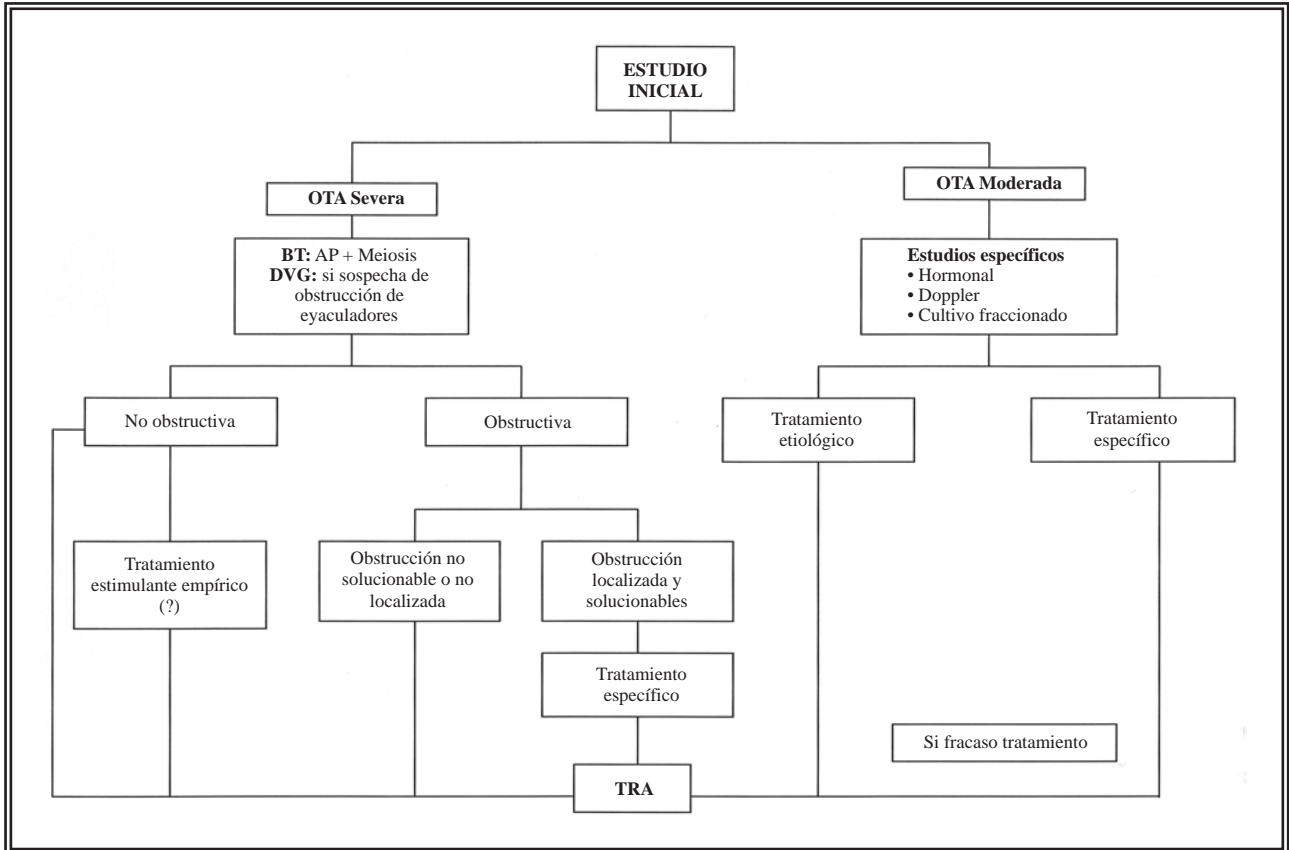 ESTUDIO
INICIAL
OTA Severa
OTA Moderada
BT: AP + Meiosis
DVG: si sospecha de
obstrucción de
eyaculadores
Estudios específicos
• Hormonal
• Doppler
• Cultivo fraccionado
No obstructiva
Obstructiva
Tratamiento
etiológico
Tratamiento
específico
Tratamiento
estimulante empírico
(?)
Obstrucción no
solucionable o no
localizada
Obstrucción
localizada y
solucionables
Tratamiento
específico
Si fracaso tratamiento
TRA